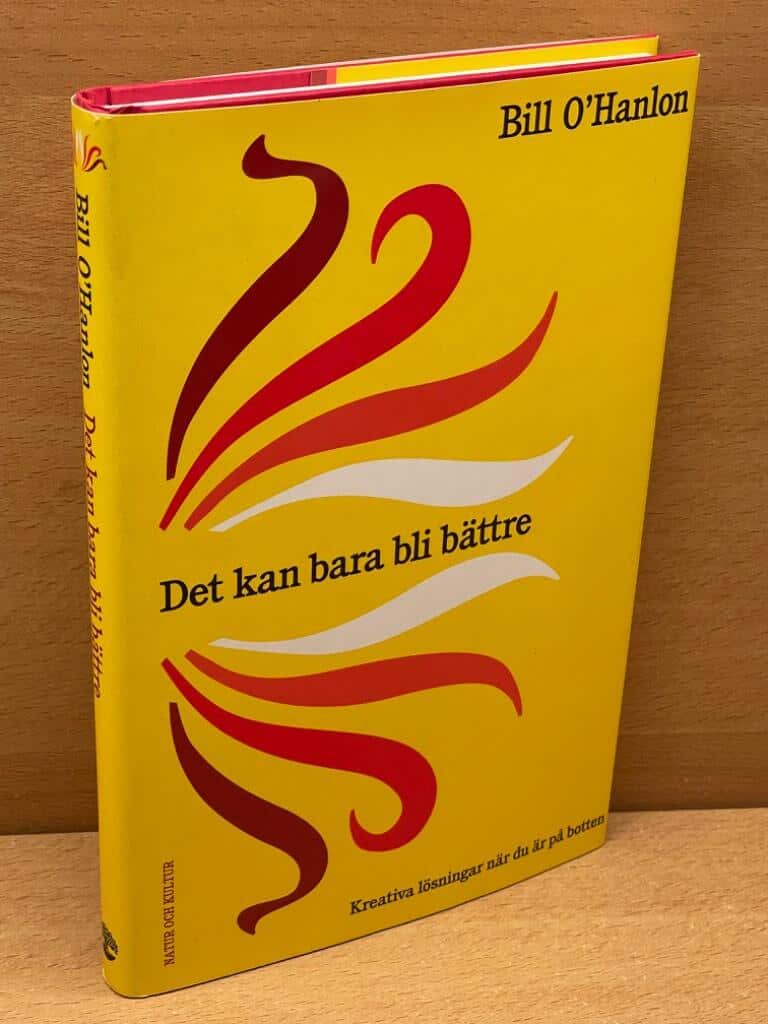 Bill O'Hanlon
Det kan bara bli bättre
Kreativa lösningar när du är på botten
NATUR OCH KULTUR
Bill O'Hanlon Det kan bara bli bättre